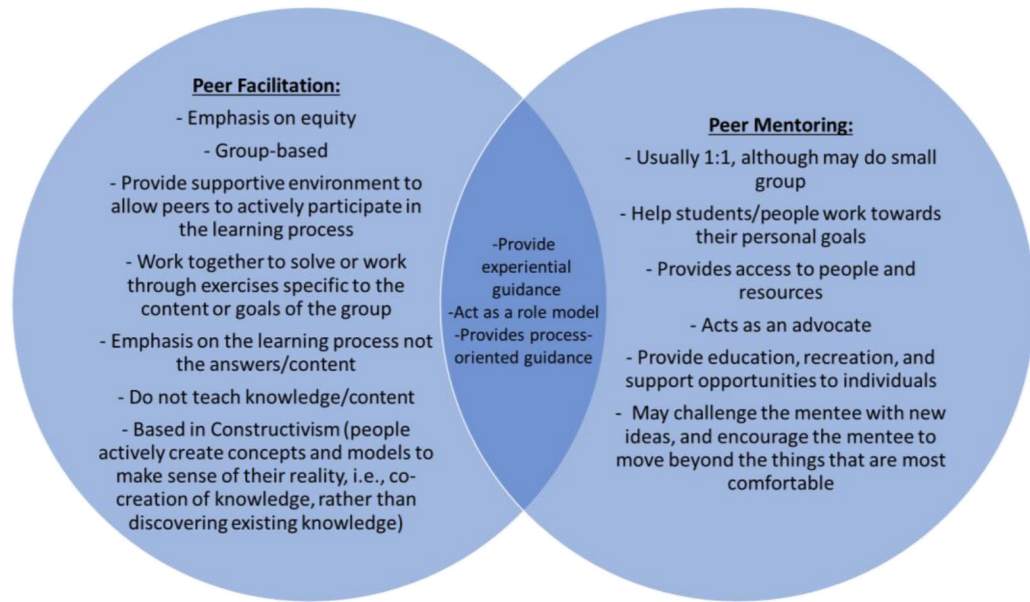 Peer Facilitation:
- Emphasis on equity
- Group-based
- Provide supportive environment to
allow peers to actively participate in
the learning process
- Work together to solve or work
through exercises specific to the
content or goals of the group
- Emphasis on the learning process not
the answers/content
- Do not teach knowledge/content
- Based in Constructivism (people
actively create concepts and models to
make sense of their reality, i.e., co-
creation of knowledge, rather than
discovering existing knowledge)
-Provide
experiential
guidance
-Act as a role model
-Provides process-
oriented guidance
Peer Mentoring:
- Usually 1:1, although may do small
group
- Help students/people work towards
their personal goals
- Provides access to people and
resources
- Acts as an advocate
- Provide education, recreation, and
support opportunities to individuals
- May challenge the mentee with new
ideas, and encourage the mentee to
move beyond the things that are most
comfortable